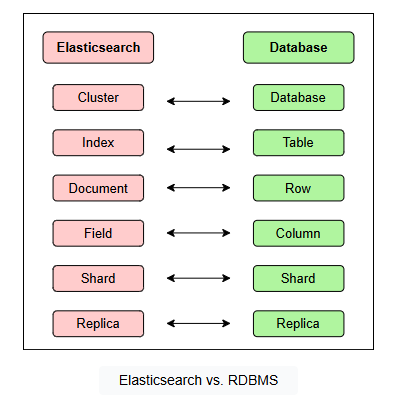 Elasticsearch Database
Cluster Database
Index Table
Document Row
Field Column
Shard Shard
Replica Replica
Elasticsearch vs. RDBMS